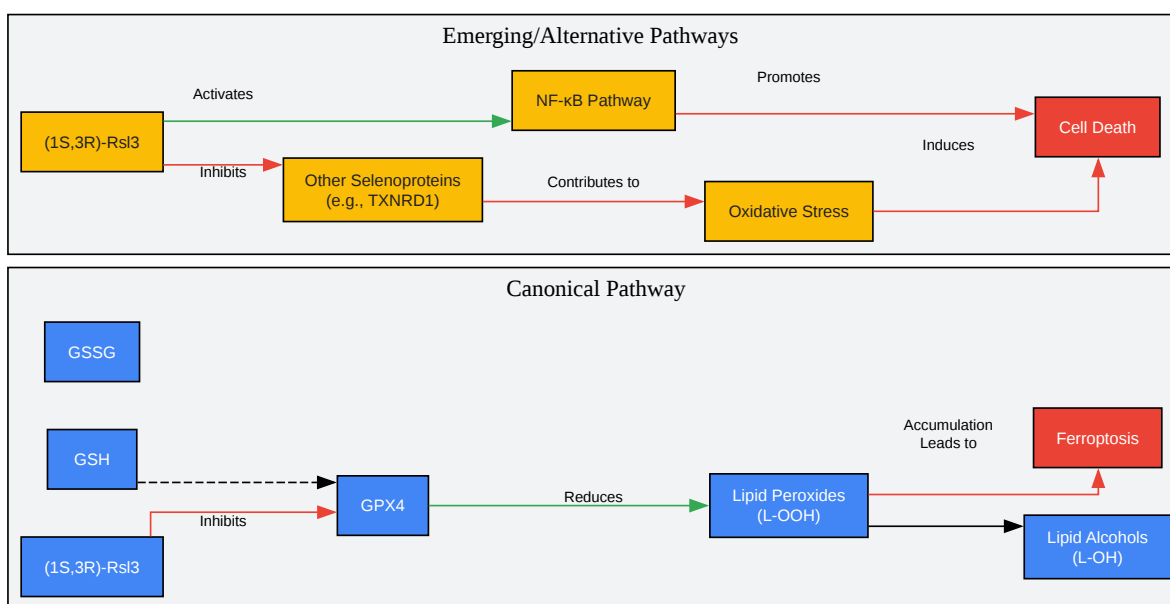 Emerging/Alternative Pathways
Activates
NF-κB Pathway
Promotes
(1S,3R)-Rsl3
Cell Death
Inhibits
Other Selenoproteins
(e.g., TXNRD1)
Contributes to
Oxidative Stress
Induces
Canonical Pathway
GSSG
GSH
(1S,3R)-Rsl3
Inhibits
GPX4
Reduces
Lipid Peroxides
(L-OOH)
Accumulation
Leads to
Ferroptosis
Lipid Alcohols
(L-OH)